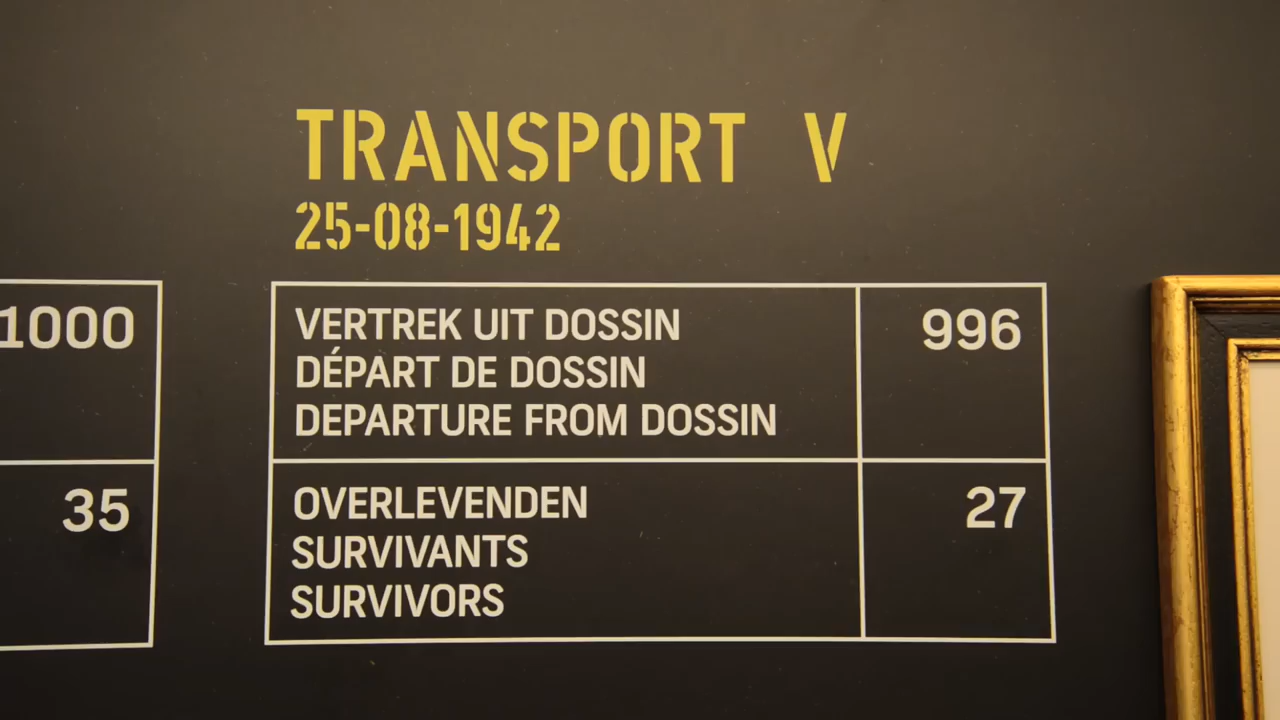 TRANSPORT V
25-08-1942
1000
35
VERTREK UIT DOSSIN
DÉPART DE DOSSIN
DEPARTURE FROM DOSSIN
996
OVERLEVENDEN
SURVIVANTS
SURVIVORS
27